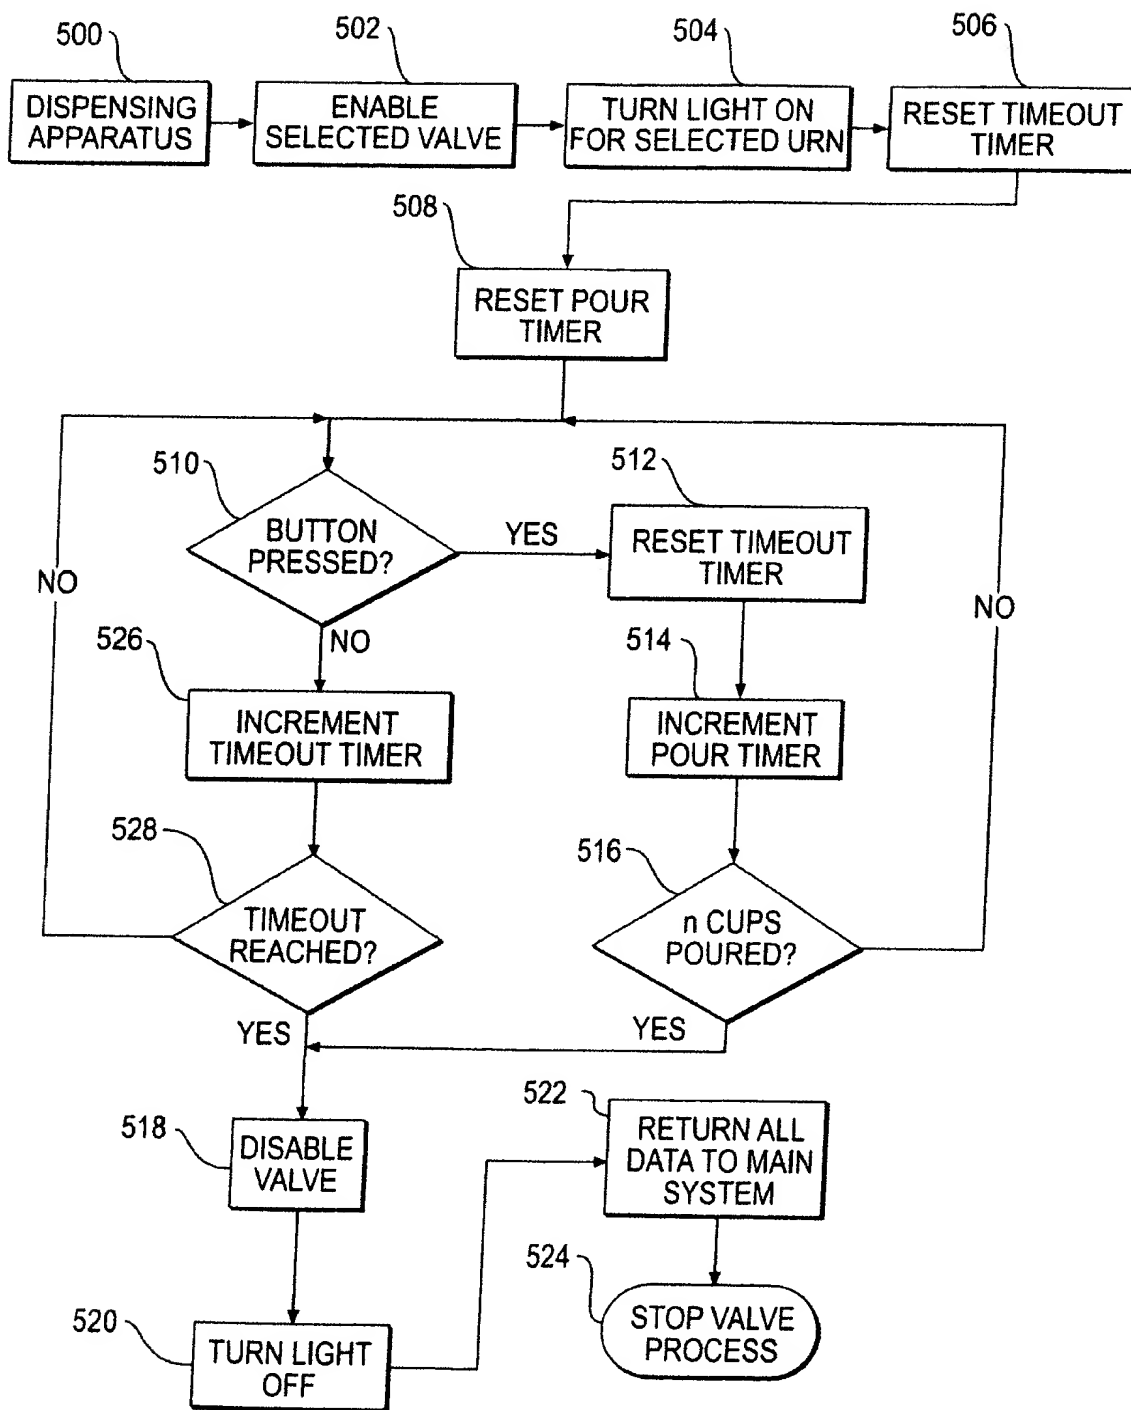 500
502
504
506
DISPENSING
APPARATUS
ENABLE
SELECTED VALVE
TURN LIGHT ON
FOR SELECTED URN
RESET TIMEOUT
TIMER
508
RESET POUR
TIMER
510
BUTTON
PRESSED?
YES
512
RESET TIMEOUT
TIMER
NO
NO
NO
526
INCREMENT
TIMEOUT TIMER
514
INCREMENT
POUR TIMER
528
TIMEOUT
REACHED?
516
n CUPS
POURED?
YES
YES
518
DISABLE
VALVE
522
RETURN ALL
DATA TO MAIN
SYSTEM
520
TURN LIGHT
OFF
524
STOP VALVE
PROCESS